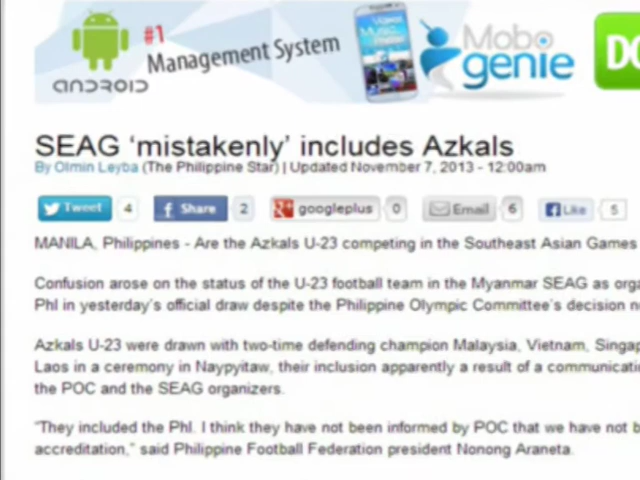 #1
Management System
ANDROID
Mobo
genie
SEAG ‘mistakenly’ includes Azkals
By Olmin Leyba (The Philippine Star) | Updated November 7, 2013 - 12:00am
Tweet 4 Share 2 googleplus 0 Email 6 Like 5
MANILA, Philippines - Are the Azkals U-23 competing in the Southeast Asian Games
Confusion arose on the status of the U-23 football team in the Myanmar SEAG as
Phl in yesterday's official draw despite the Philippine Olympic Committee's decision
Azkals U-23 were drawn with two-time defending champion Malaysia, Vietnam,
Laos in a ceremony in Naypyitaw, their inclusion apparently a result of a
the POC and the SEAG organizers.
“They included the Phl. I think they have not been informed by POC that we have not
accreditation,” said Philippine Football Federation president Nonong Araneta.